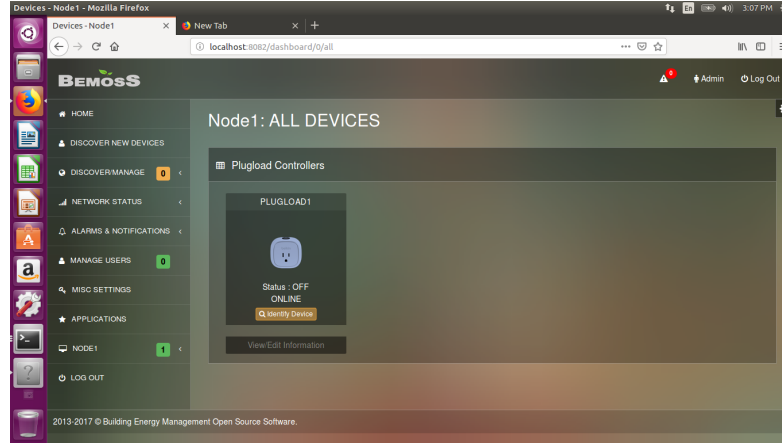 Devices - Node1 - Mozilla Firefox
En
3:07 PM
Devices - Node1
New Tab
localhost:8082/dashboard/0/all
BEMOSS
0
Admin
Log Out
HOME
DISCOVER NEW DEVICES
DISCOVER/MANAGE 0
NETWORK STATUS
ALARMS & NOTIFICATIONS
MANAGE USERS 0
MISC SETTINGS
APPLICATIONS
NODE1 1
LOG OUT
Node1: ALL DEVICES
Plugload Controllers
PLUGLOAD1
Status : OFF
ONLINE
Identify Device
View/Edit Information
2013-2017 © Building Energy Management Open Source Software.